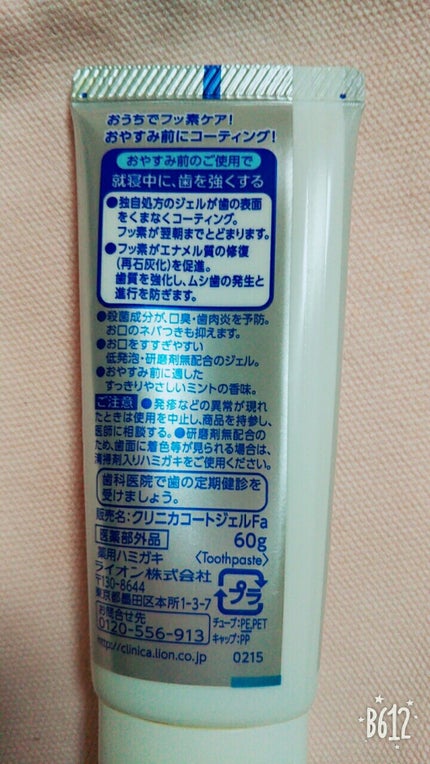 おうちでフッ素ケア!
おやすみ前にコーティング!
おやすみ前のご使用で
就寝中に、歯を強くする
●独自処方のジェルが歯の表面
をくまなくコーティング。
フッ素が翌朝までとどまります。
●フッ素がエナメル質の修復
(再石灰化)を促進。
歯質を強化し、ムシ歯の発生と
進行を防ぎます。
●殺菌成分が、口臭・歯肉炎を予防。
お口のネバつきも抑えます。
●お口をすすぎやすい
低発泡・研磨剤無配合のジェル。
●おやすみ前に適した
すっきりやさしいミントの香味。
ご注意 ●発疹などの異常が現れ
たときは使用を中止し、商品を持参し、
医師に相談する。●研磨剤無配合の
ため、歯面に着色等が見られる場合は、
清掃剤入りハミガキをご使用ください。
歯科医院で歯の定期健診を
受けましょう。
販売名:クリニカコートジェルFa
医薬部外品 60g
薬用ハミガキ 〈Toothpaste〉
ライオン株式会社
〒130-8644
東京都墨田区本所1-3-7
プラ
お問合せ先
0120-556-913
チューブ:PE,PET
キャップ:PP
http://clinica.lion.co.jp 0215
B612